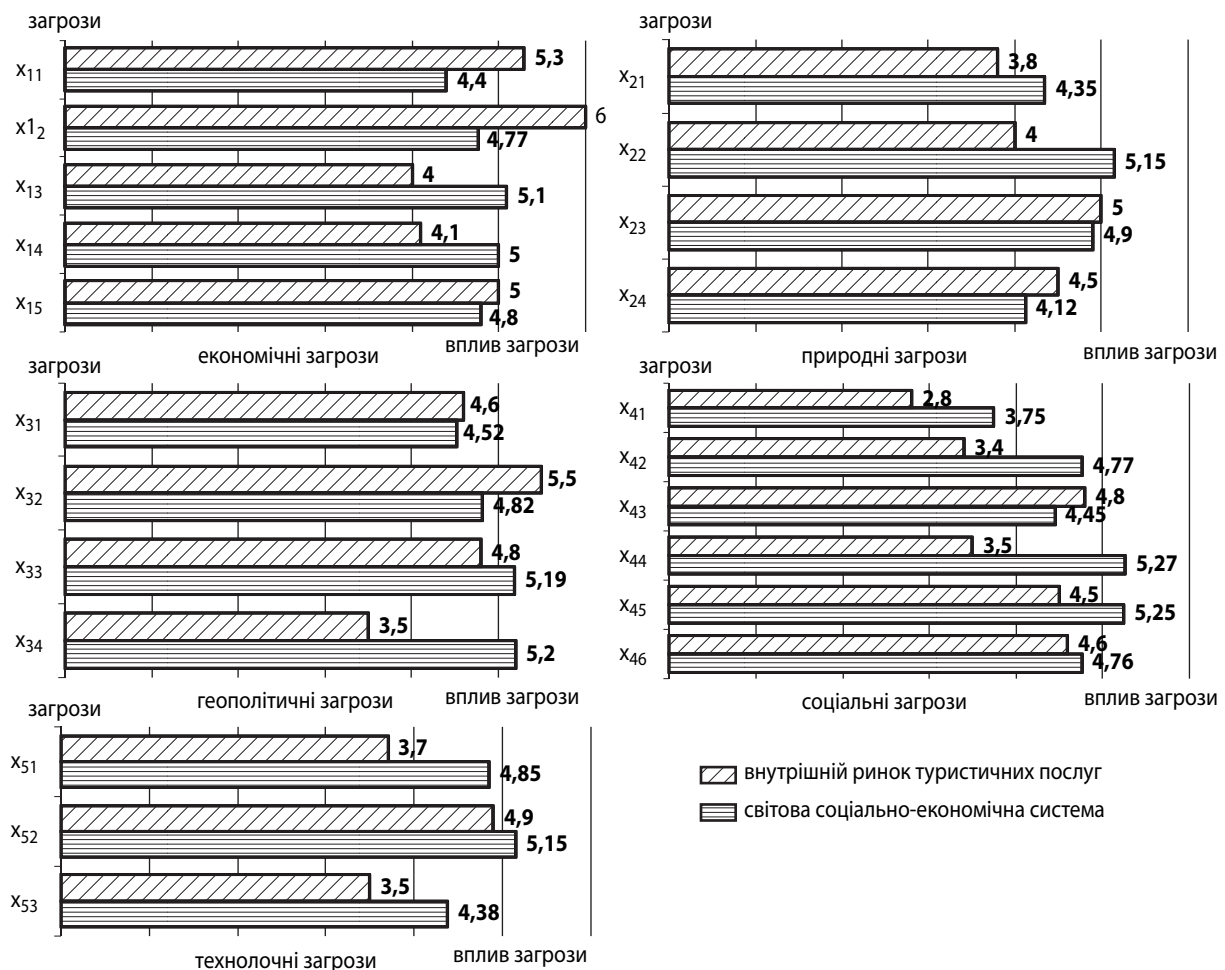 загрози
x11
5,3
4,4
x12
6
4,77
x13
4
5,1
x14
4,1
5
x15
5
4,8
економічні загрози
вплив загрози
загрози
x21
3,8
4,35
x22
4
5,15
x23
5
4,9
x24
4,5
4,12
природні загрози
вплив загрози
загрози
x31
4,6
4,52
x32
5,5
4,82
x33
4,8
5,19
x34
3,5
5,2
геополітичні загрози
вплив загрози
x41
2,8
3,75
x42
3,4
4,77
x43
4,8
4,45
x44
3,5
5,27
x45
4,5
5,25
x46
4,6
4,76
соціальні загрози
вплив загрози
загрози
x51
3,7
4,85
x52
4,9
5,15
x53
3,5
4,38
технолочні загрози
вплив загрози
внутрішній ринок туристичних послуг
світова соціально-економічна система